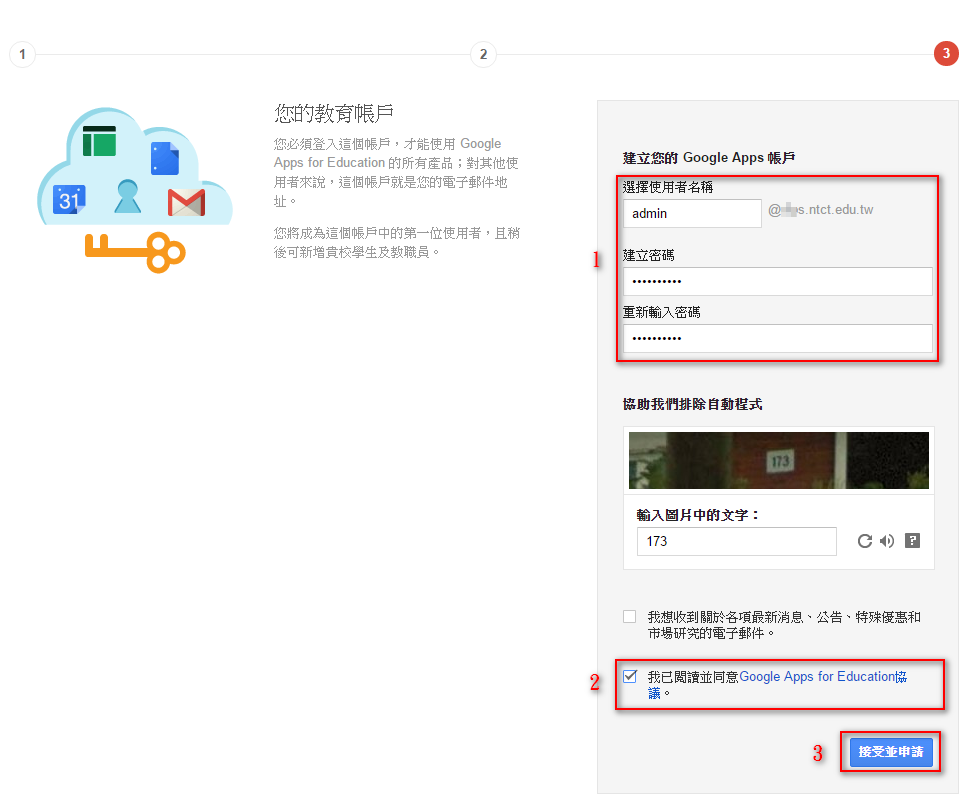 1
2
3
您的教育帳戶
您必須登入這個帳戶，才能使用 Google
Apps for Education 的所有產品；對其他使
用者來說，這個帳戶就是您的電子郵件地
址。
您將成為這個帳戶中的第一位使用者，且稍
後可新增貴校學生及教職員。
31
建立您的 Google Apps 帳戶
選擇使用者名稱
admin
@ s.ntct.edu.tw
1
建立密碼
••••••••••
重新輸入密碼
••••••••••
協助我們排除自動程式
173
輸入圖片中的文字：
173
?
我想收到關於各項最新消息、公告、特殊優惠和
市場研究的電子郵件。
2
我已閱讀並同意Google Apps for Education協
議。
3
接受並申請